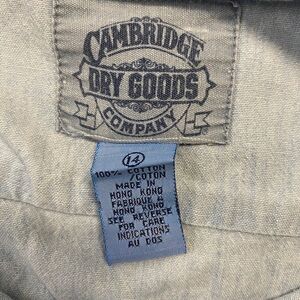 CAMBRIDGE
DRY GOODS
COMPANY
14
100% COTTON
/COTON
MADE IN
HONG KONG
FABRIQUE A
HONG KONG
SEE REVERSE
FOR CARE
INDICATIONS
AU DOS